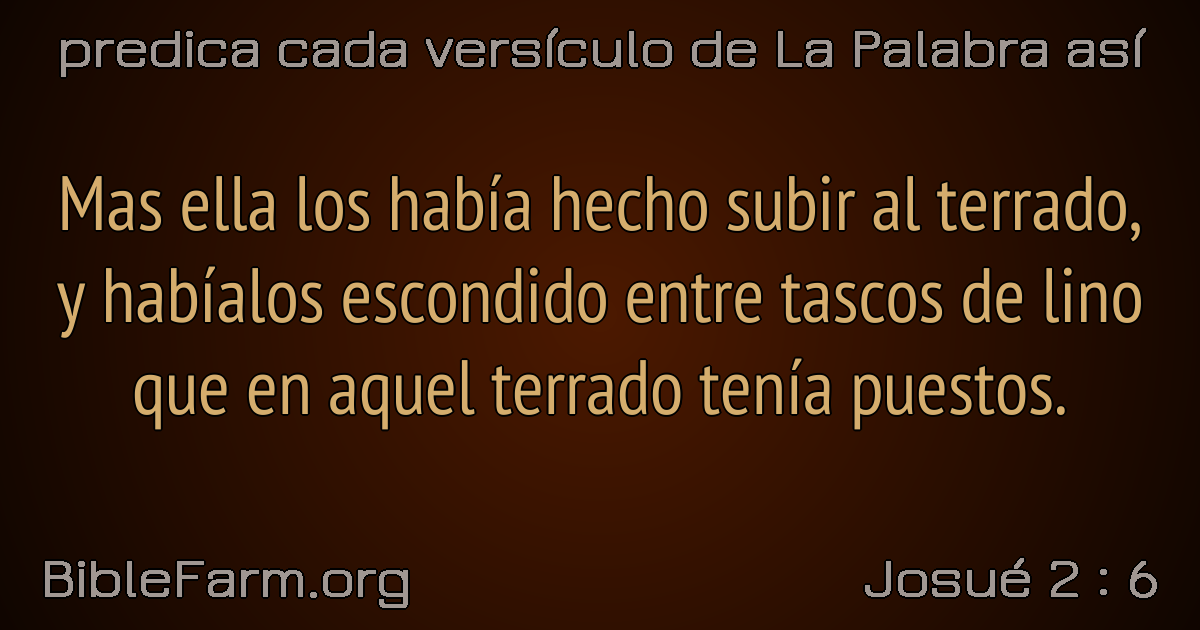 predica cada versículo de La Palabra así
Mas ella los había hecho subir al terrado,
y habíalos escondido entre tascos de lino
que en aquel terrado tenía puestos.
BibleFarm.org
Josué 2 : 6